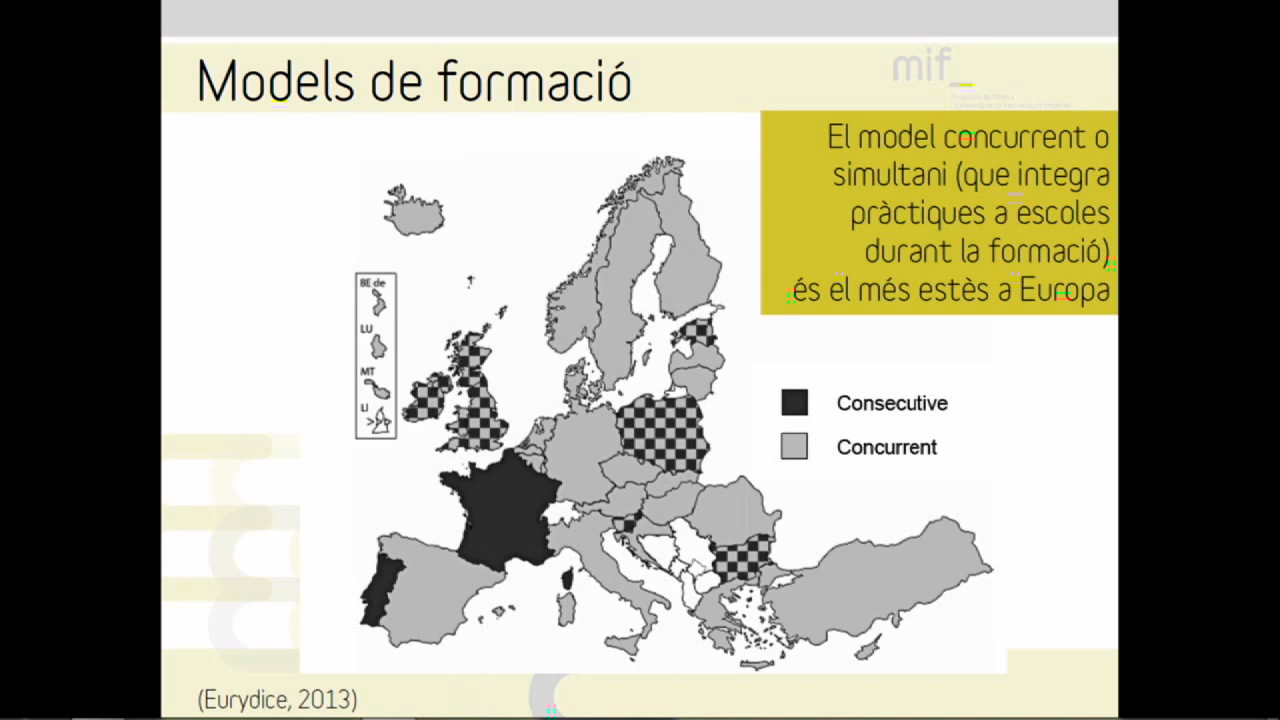 Models de formació
mif_
El model concurrent o
simultani (que integra
pràctiques a escoles
durant la formació)
és el més estès a Europa
BE de
LU
MT
LI
Consecutive
Concurrent
(Eurydice, 2013)